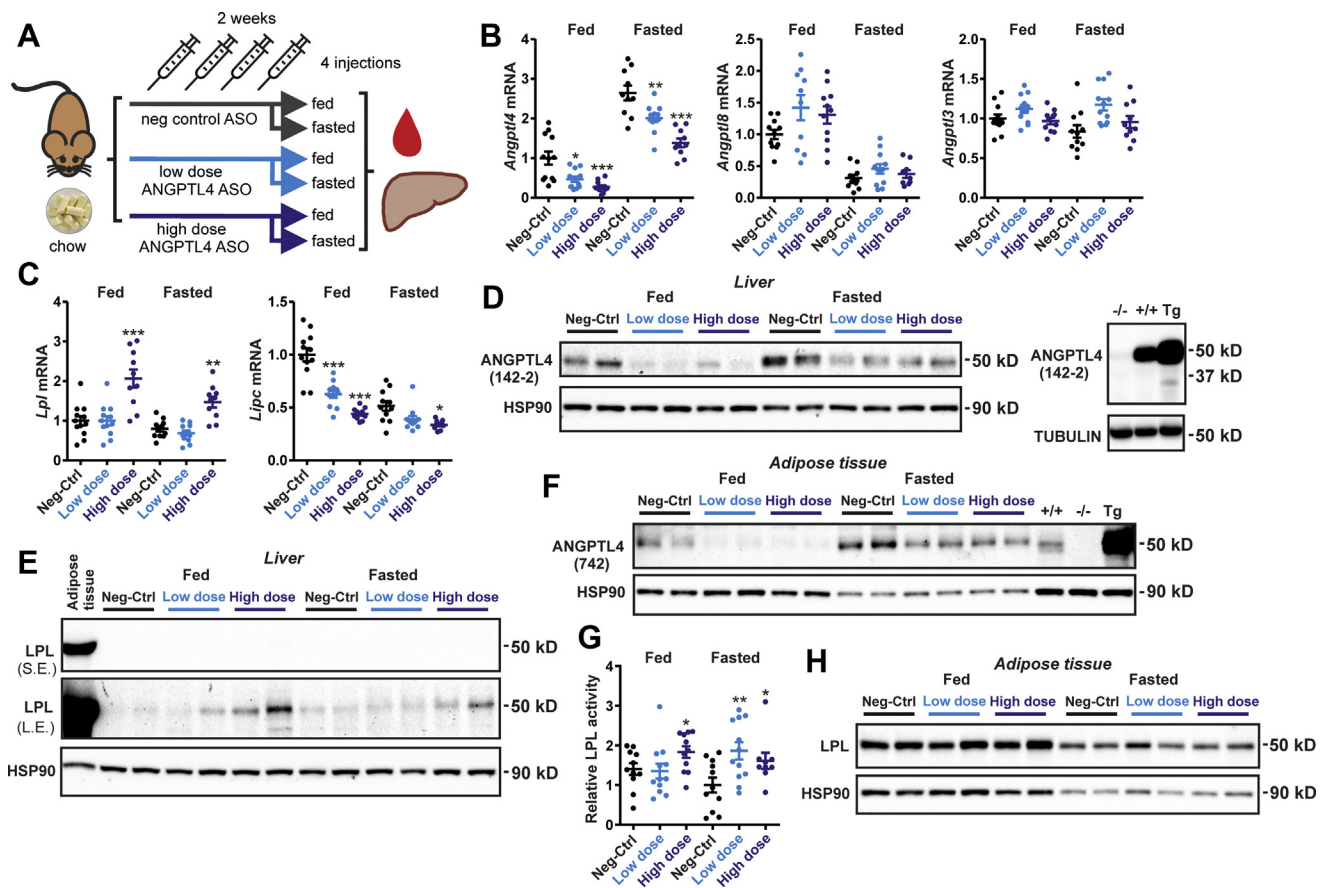 A
2 weeks
4 injections
neg control ASO
fed
fasted
low dose
ANGPTL4 ASO
fed
fasted
high dose
ANGPTL4 ASO
fed
fasted
chow
B
Fed Fasted
Angptl4 mRNA
4
3
2
1
0
Neg-Ctrl
Low dose
High dose
Neg-Ctrl
Low dose
High dose
* *** ** ***
Angptl8 mRNA
2.5
2.0
1.5
1.0
0.5
0.0
Fed Fasted
Neg-Ctrl
Low dose
High dose
Neg-Ctrl
Low dose
High dose
Angptl3 mRNA
2.0
1.5
1.0
0.5
0.0
Fed Fasted
Neg-Ctrl
Low dose
High dose
Neg-Ctrl
Low dose
High dose
C
Fed Fasted
Lpl mRNA
4
3
2
1
0
*** **
Neg-Ctrl
Low dose
High dose
Neg-Ctrl
Low dose
High dose
Fed Fasted
Lipc mRNA
1.5
1.0
0.5
0.0
*** *** *
Neg-Ctrl
Low dose
High dose
Neg-Ctrl
Low dose
High dose
D
Liver
Fed Fasted
Neg-Ctrl Low dose High dose Neg-Ctrl Low dose High dose
ANGPTL4
(142-2)
-50 kD
HSP90
-90 kD
-/- +/+ Tg
ANGPTL4
(142-2)
-50 kD
-37 kD
TUBULIN
-50 kD
E
Liver
Adipose
tissue
Fed Fasted
Neg-Ctrl Low dose High dose Neg-Ctrl Low dose High dose
LPL
(S.E.)
-50 kD
LPL
(L.E.)
-50 kD
HSP90
-90 kD
F
Adipose tissue
Fed Fasted
Neg-Ctrl Low dose High dose Neg-Ctrl Low dose High dose +/+ -/- Tg
ANGPTL4
(742)
-50 kD
HSP90
-90 kD
G
Fed Fasted
Relative LPL activity
4
3
2
1
0
* ** *
Neg-Ctrl
Low dose
High dose
Neg-Ctrl
Low dose
High dose
H
Adipose tissue
Fed Fasted
Neg-Ctrl Low dose High dose Neg-Ctrl Low dose High dose
LPL
-50 kD
HSP90
-90 kD